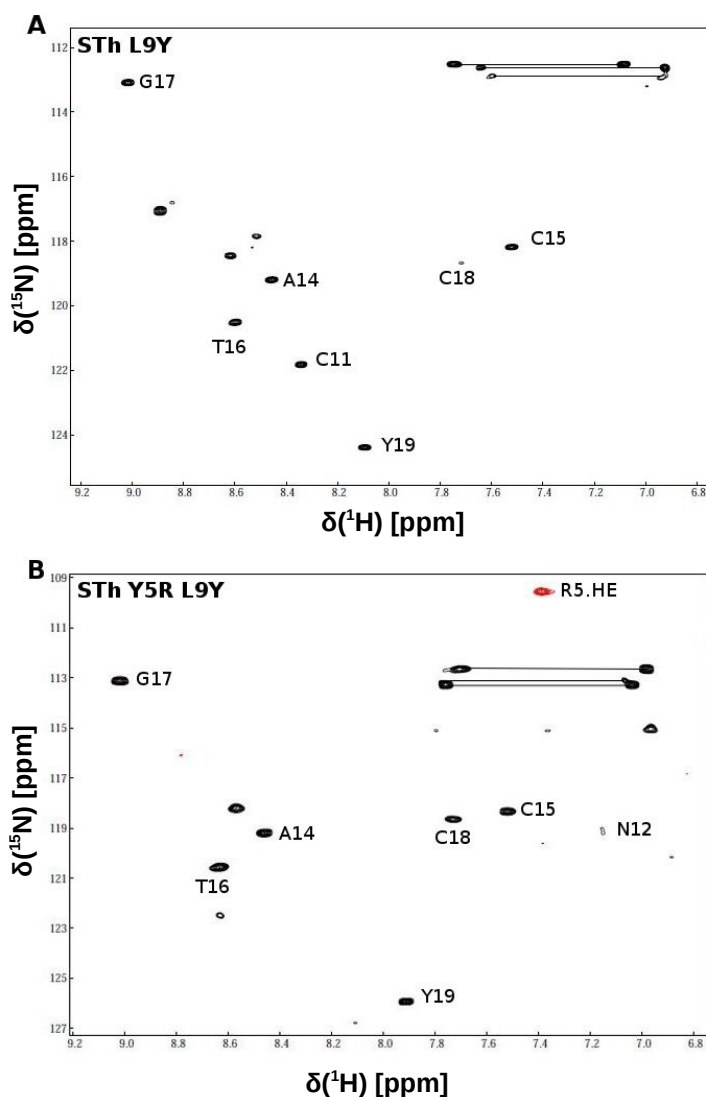 A
STh L9Y
112
114
116
118
120
122
124
δ(¹⁵N) [ppm]
G17
C15
C18
A14
T16
C11
Y19
9.2 9.0 8.8 8.6 8.4 8.2 8.0 7.8 7.6 7.4 7.2 7.0 6.8
δ(¹H) [ppm]
B
STh Y5R L9Y
109
111
113
115
117
119
121
123
125
127
δ(¹⁵N) [ppm]
R5.HE
G17
C15
A14
C18
N12
T16
Y19
9.2 9.0 8.8 8.6 8.4 8.2 8.0 7.8 7.6 7.4 7.2 7.0 6.8
δ(¹H) [ppm]